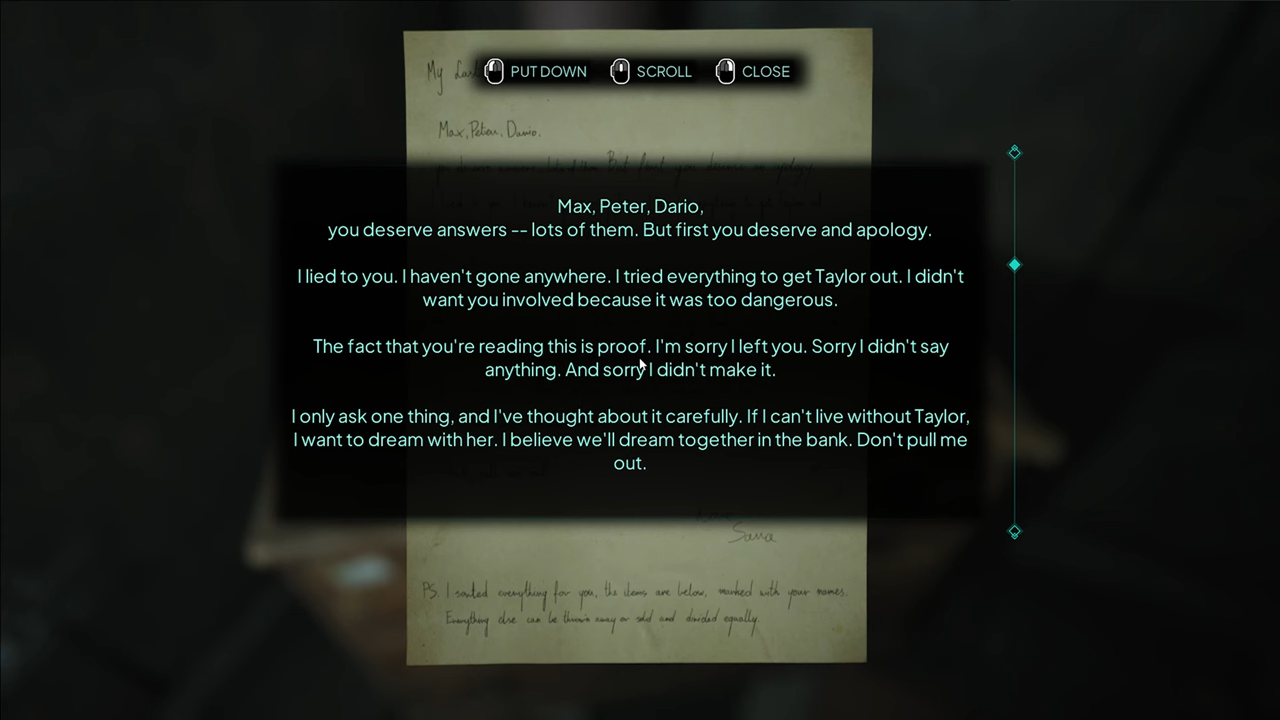 PUT DOWN SCROLL CLOSE
My
Max, Peter, Dario,
Max, Peter, Dario,
you deserve answers -- lots of them. But first you deserve and apology.
I lied to you. I haven't gone anywhere. I tried everything to get Taylor out. I didn't
want you involved because it was too dangerous.
The fact that you're reading this is proof. I'm sorry I left you. Sorry I didn't say
anything. And sorry I didn't make it.
I only ask one thing, and I've thought about it carefully. If I can't live without Taylor,
I want to dream with her. I believe we'll dream together in the bank. Don't pull me
out.
PS. I sorted everything for you, the items are below, marked with your names.
Everything else can be thrown away or sold and divided equally.